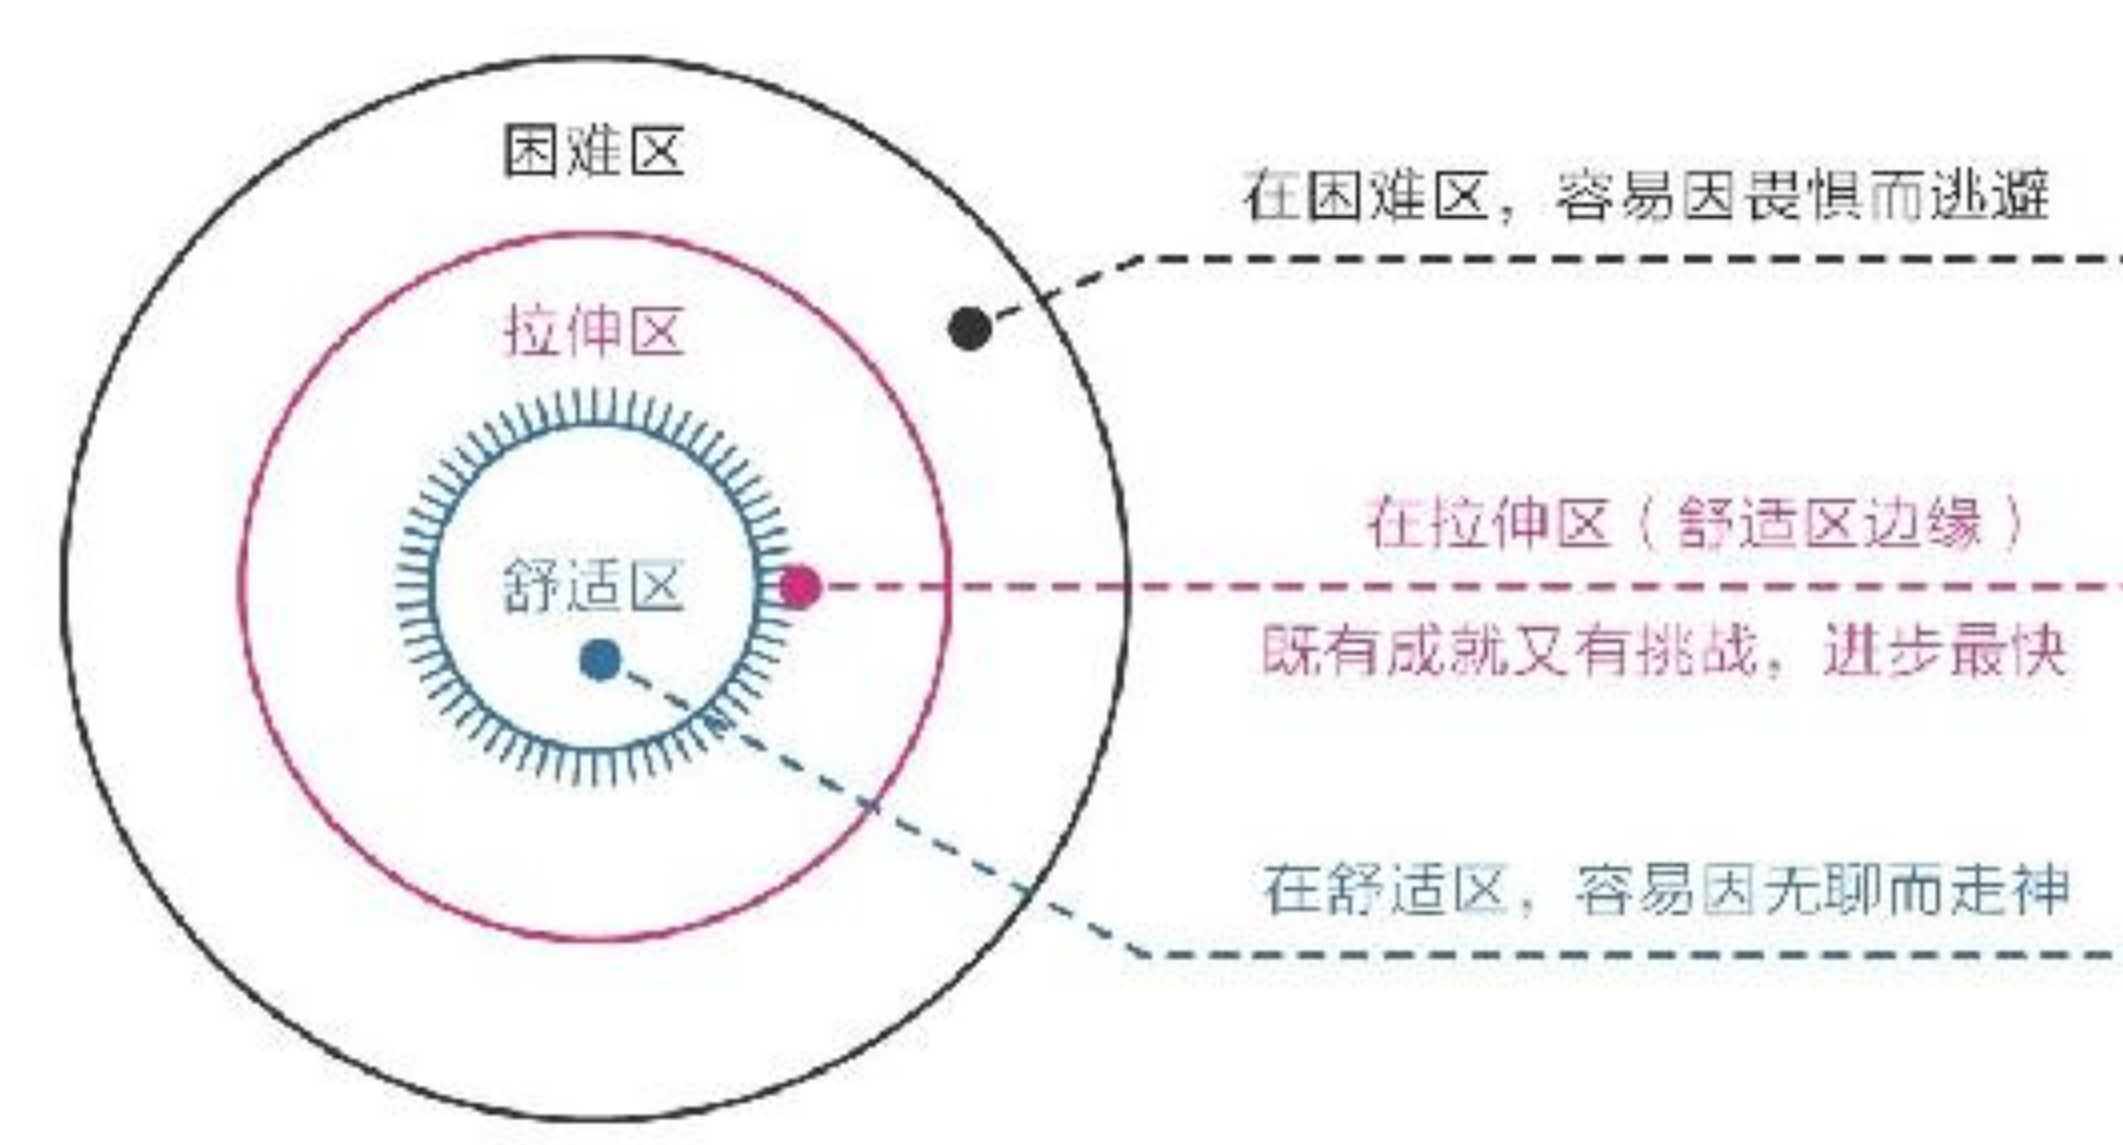 困难区
在困难区，容易因畏惧而逃避
拉伸区
在拉伸区（舒适区边缘）
舒适区
既有成就又有挑战，进步最快
在舒适区，容易因无聊而走神